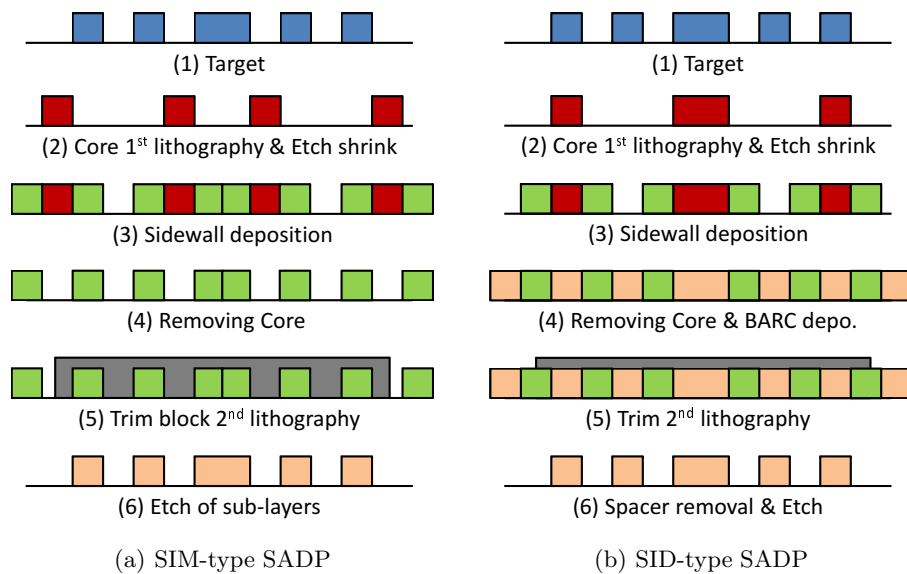 (1) Target
(2) Core 1st lithography & Etch shrink
(3) Sidewall deposition
(4) Removing Core
(5) Trim block 2nd lithography
(6) Etch of sub-layers
(a) SIM-type SADP
(1) Target
(2) Core 1st lithography & Etch shrink
(3) Sidewall deposition
(4) Removing Core & BARC depo.
(5) Trim 2nd lithography
(6) Spacer removal & Etch
(b) SID-type SADP